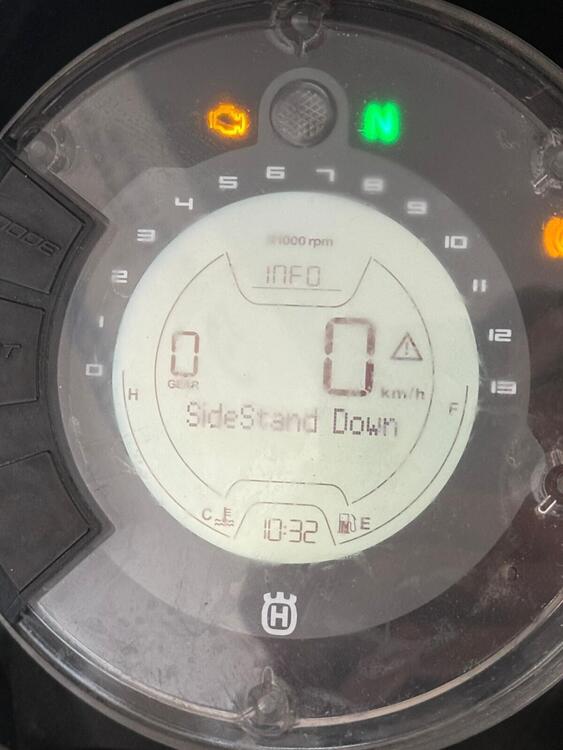 N
5 6 7 8
4 9
3 10
x1000 rpm
2 INFO 11
1 12
0 0 0 13
GEAR km/h
H F
SideStand Down
C E
10:32
H